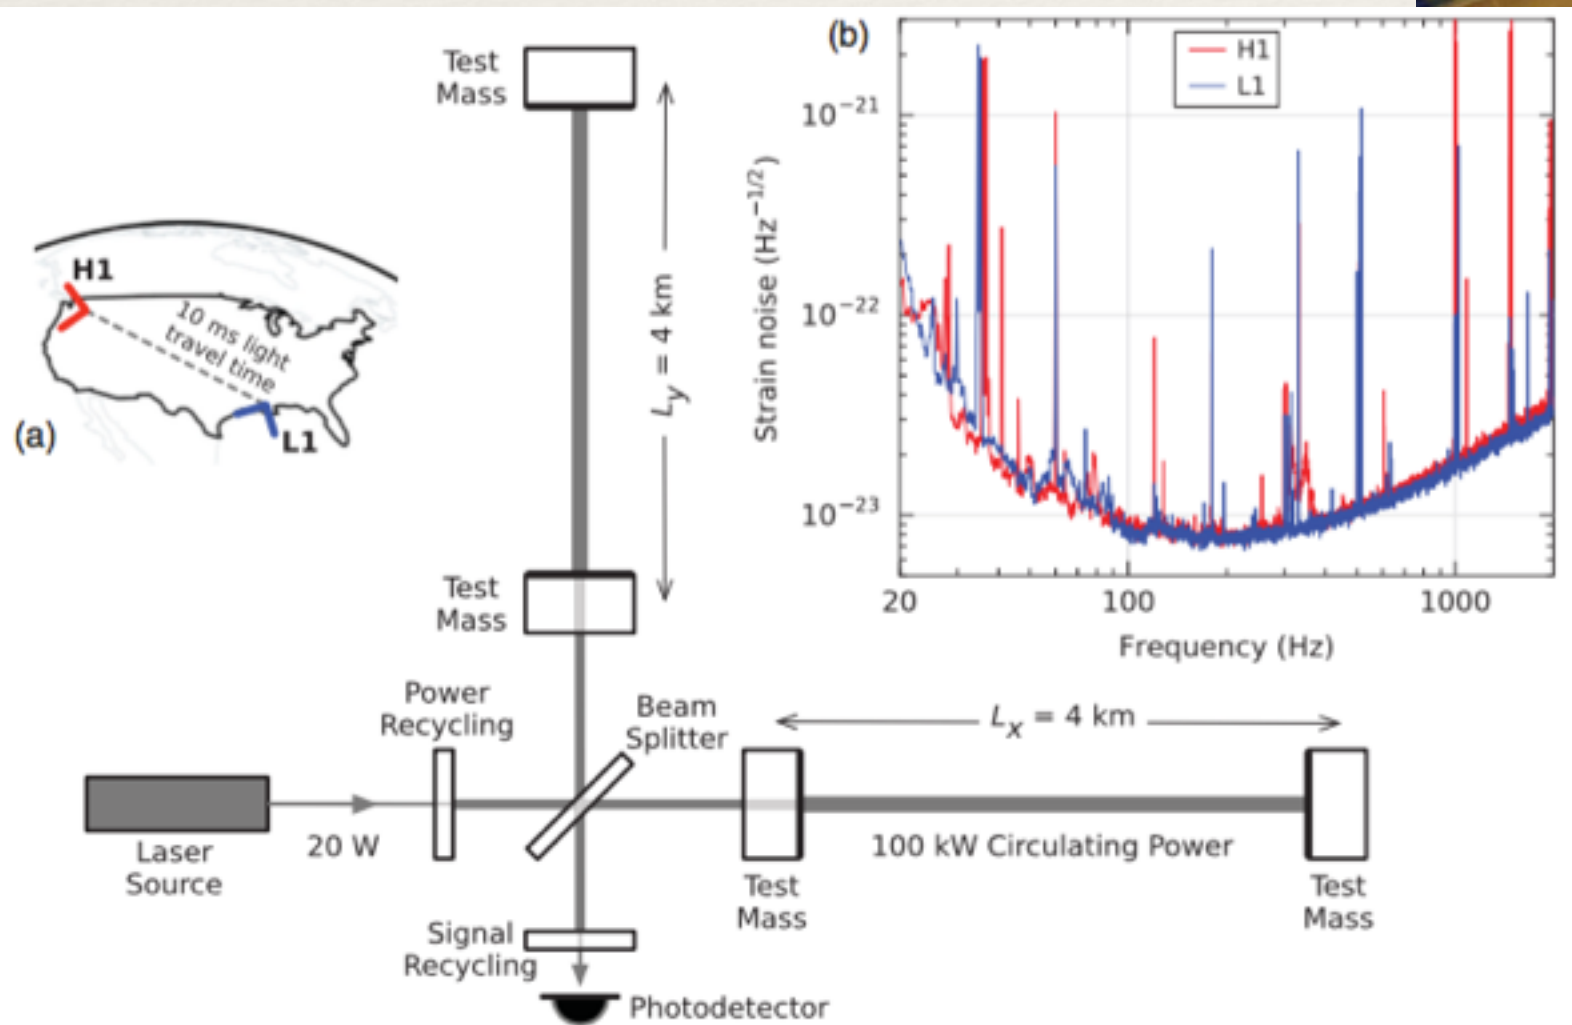 (a)
H1
10 ms light
travel time
L1
Test
Mass
L_y = 4 km
Test
Mass
Power
Recycling
Beam
Splitter
L_x = 4 km
Laser
Source
20 W
100 kW Circulating Power
Test
Mass
Test
Mass
Signal
Recycling
Photodetector
(b)
H1
L1
Strain noise (Hz^{-1/2})
10^{-21}
10^{-22}
10^{-23}
20
100
1000
Frequency (Hz)